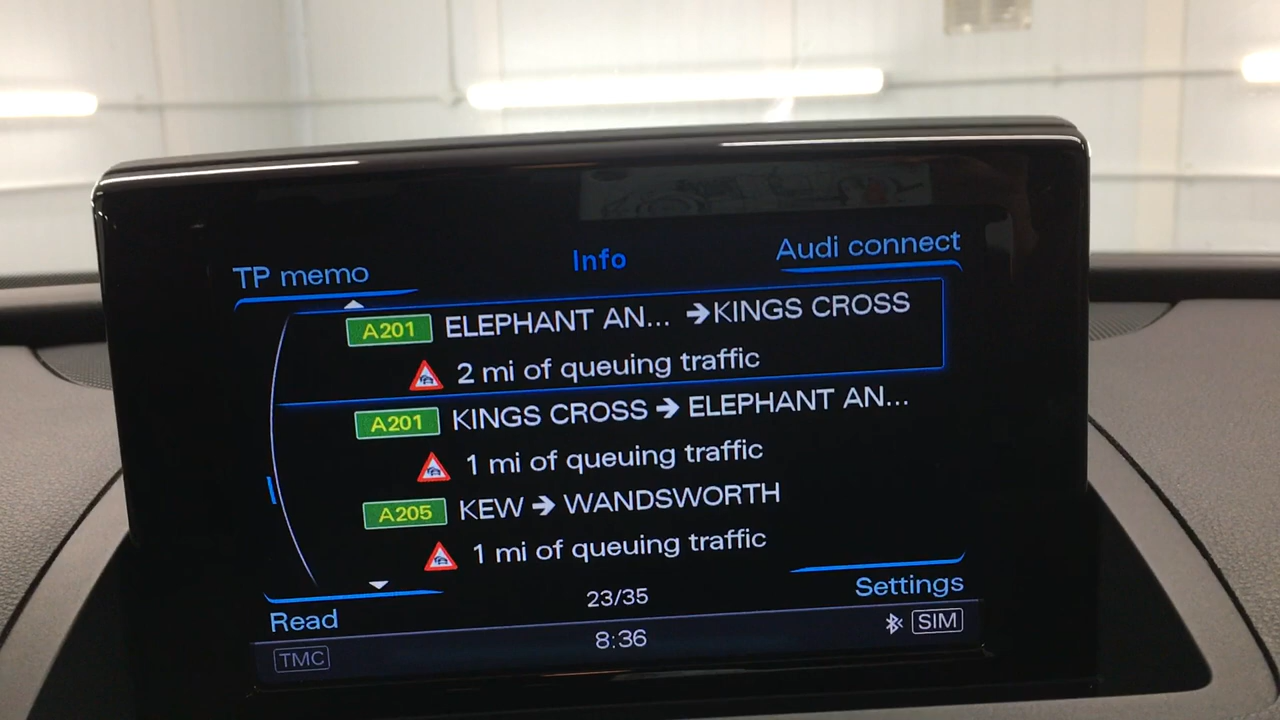 TP memo
Info
Audi connect
A201 ELEPHANT AN... ➔KINGS CROSS
2 mi of queuing traffic
A201 KINGS CROSS ➔ ELEPHANT AN...
1 mi of queuing traffic
A205 KEW ➔ WANDSWORTH
1 mi of queuing traffic
Read
23/35
Settings
TMC
8:36
SIM